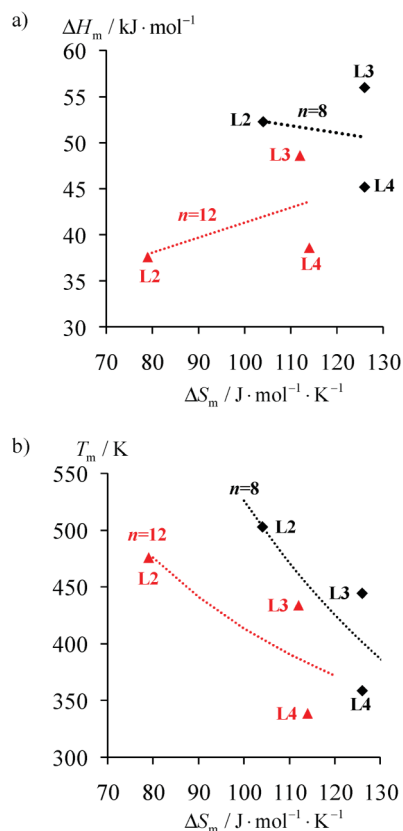 a)
ΔHm / kJ · mol⁻¹
60
55
50
45
40
35
30
L2
n=8
L3
L3
L4
n=12
L2
L4
70 80 90 100 110 120 130
ΔSm / J · mol⁻¹ · K⁻¹
b)
Tm / K
550
500
450
400
350
300
n=8
n=12
L2
L2
L3
L3
L4
L4
70 80 90 100 110 120 130
ΔSm / J · mol⁻¹ · K⁻¹